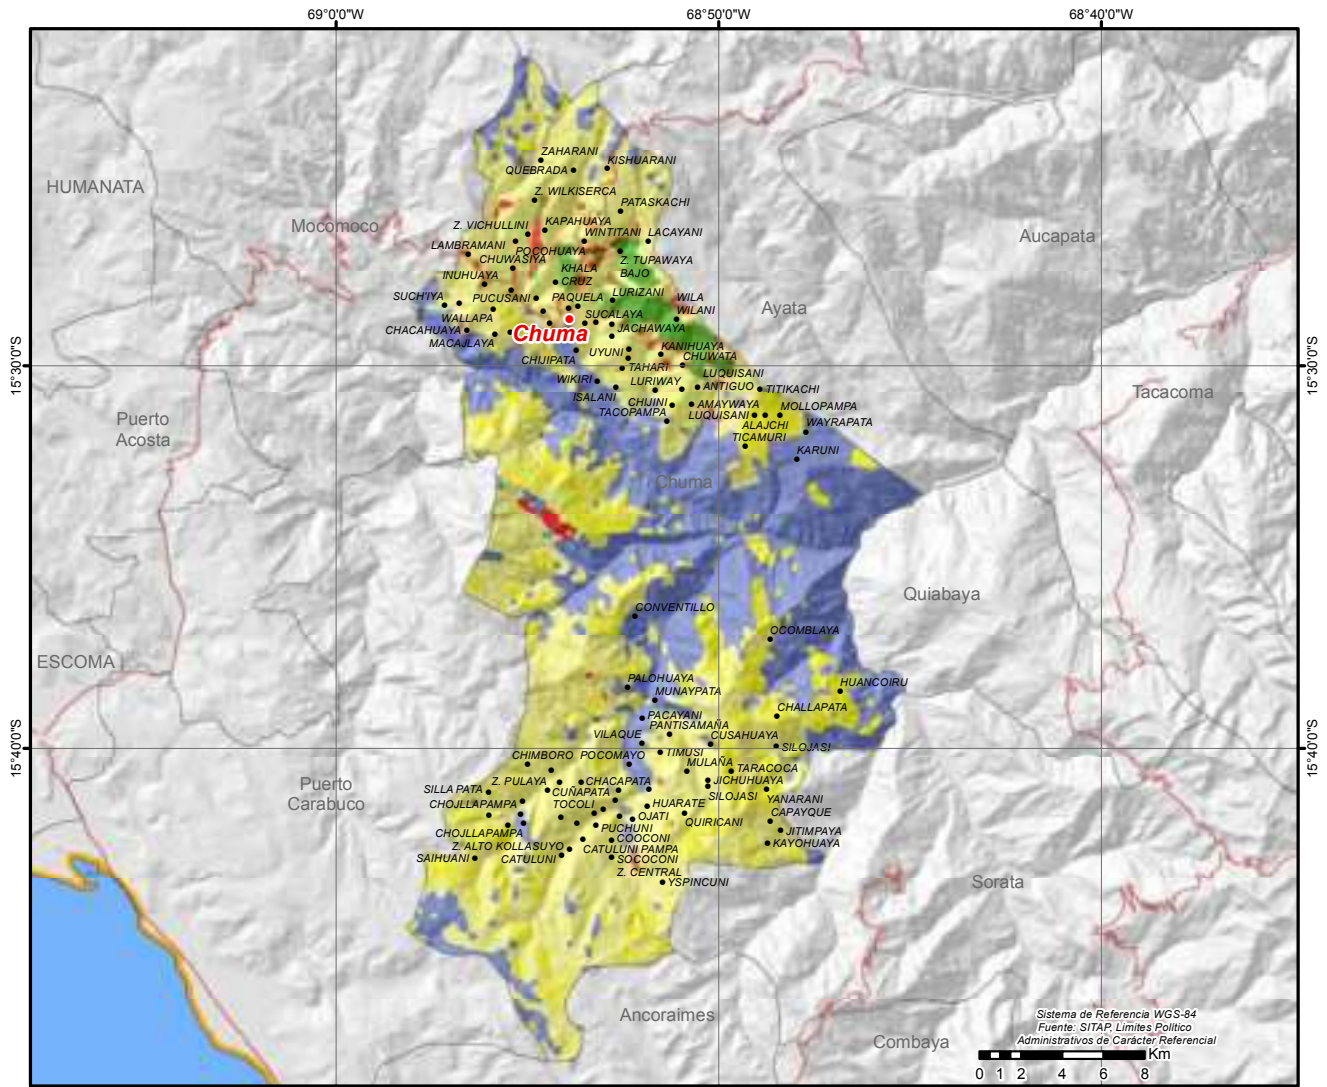 69°0'0"W
68°50'0"W
68°40'0"W
ZAHARANI
KISHUARANI
QUEBRADA
HUMANATA
Z. WILKISERCA
PATASKACHI
Mocomoco
KAPAHUAYA
Z. VICHULLINI
WINTITANI
LACAYANI
Aucapata
LAMBRAMANI
POCOHUAYA
CHUWASIYA
Z. TUPAWAYA
BAJO
INUHUAYA
KHALA
CRUZ
SUCH'IYA
PUCUSANI
PAQUELA
LURIZANI
WILA
WILANI
Ayata
WALLAPA
SUCALAYA
CHACAHUAYA
Chuma
JACHAWAYA
MACAJLAYA
KANIHUAYA
15°30'0"S
15°30'0"S
CHUIPATA
UYUNI
CHUWATA
TAHARI
LUQUISANI
WIKIRI
LURIWAY
ANTIGUO
TITIKACHI
Tacacoma
ISALANI
CHIJINI
AMAYWAYA
MOLLOPAMPA
Puerto
Acosta
TACOPAMPA
LUQUISANI
ALAJCHI
WAYRAPATA
TICAMURI
KARUNI
Chuma
Quiabaya
CONVENTILLO
OCOMBLAYA
ESCOMA
PALOHUAYA
HUANCOIRU
MUNAYPATA
CHALLAPATA
PACAYANI
PANTISAMAÑA
VILAQUE
CUSAHUAYA
15°40'0"S
15°40'0"S
CHIMBORO
POCOMAYO
TIMUSI
SILOJASI
MULAÑA
TARACOCA
Puerto
Carabuco
Z. PULAYA
CHACAPATA
JICHUHUAYA
SILLA PATA
CUÑAPATA
SILOJASI
YANARANI
CHOJLLAPAMPA
TOCOLI
HUARATE
OJATI
QUIRICANI
CAPAYQUE
CHOJLLAPAMPA
PUCHUNI
JITIMPAYA
COOCONI
KAYOHUAYA
Z. ALTO KOLLASUYO
CATULUNI PAMPA
SAIHUANI
CATULUNI
SOCOCONI
Z. CENTRAL
YSPINCUNI
Sorata
Ancoraimes
Combaya
Sistema de Referencia WGS-84
Fuente: SITAP, Limites Político
Administrativos de Carácter Referencial
Km
0 1 2 4 6 8